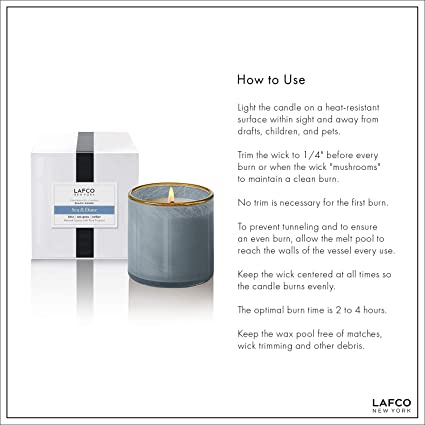 How to Use
Light the candle on a heat-resistant
surface within sight and away from
drafts, children, and pets.
Trim the wick to 1/4" before every
burn or when the wick "mushrooms"
to maintain a clean burn.
No trim is necessary for the first burn.
To prevent tunneling and to ensure
an even burn, allow the melt pool to
reach the walls of the vessel every use.
Keep the wick centered at all times so
the candle burns evenly.
The optimal burn time is 2 to 4 hours.
Keep the wax pool free of matches,
wick trimming and other debris.
LAFCO
NEW YORK
Sea & Dune
LAFCO
NEW YORK